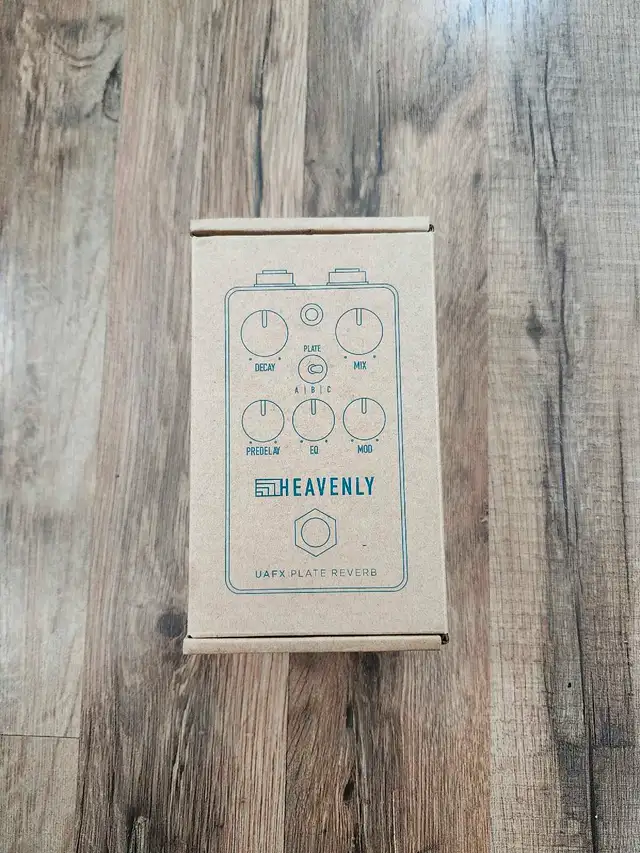 DECAY
PLATE
MIX
A | B | C
PREDELAY
EQ
MOD
HEAVENLY
UAFX PLATE REVERB